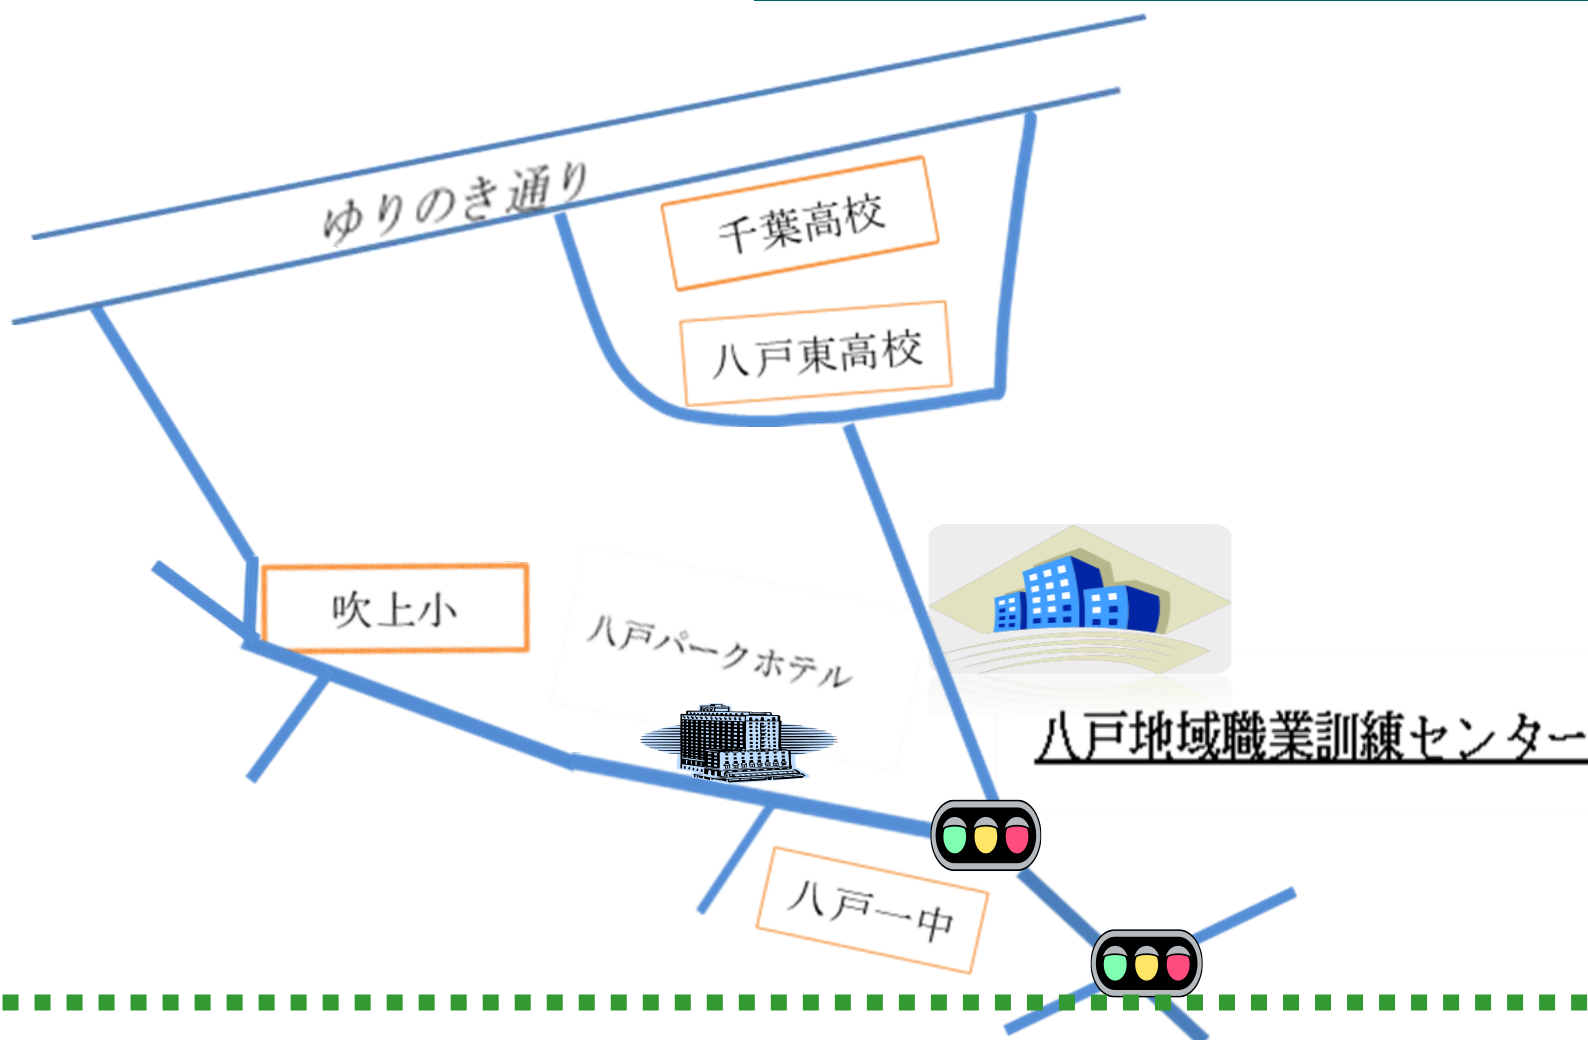 ゆりのき通り
千葉高校
八戸東高校
吹上小
八戸パークホテル
八戸地域職業訓練センター
八戸一中